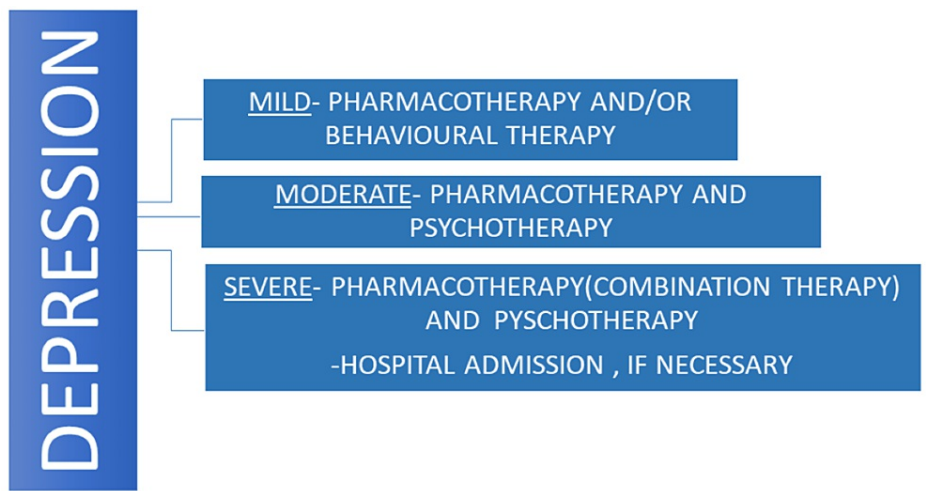 DEPRESSION
MILD- PHARMACOTHERAPY AND/OR
BEHAVIOURAL THERAPY
MODERATE- PHARMACOTHERAPY AND
PSYCHOTHERAPY
SEVERE- PHARMACOTHERAPY(COMBINATION THERAPY)
AND PYSCHOTHERAPY
-HOSPITAL ADMISSION , IF NECESSARY